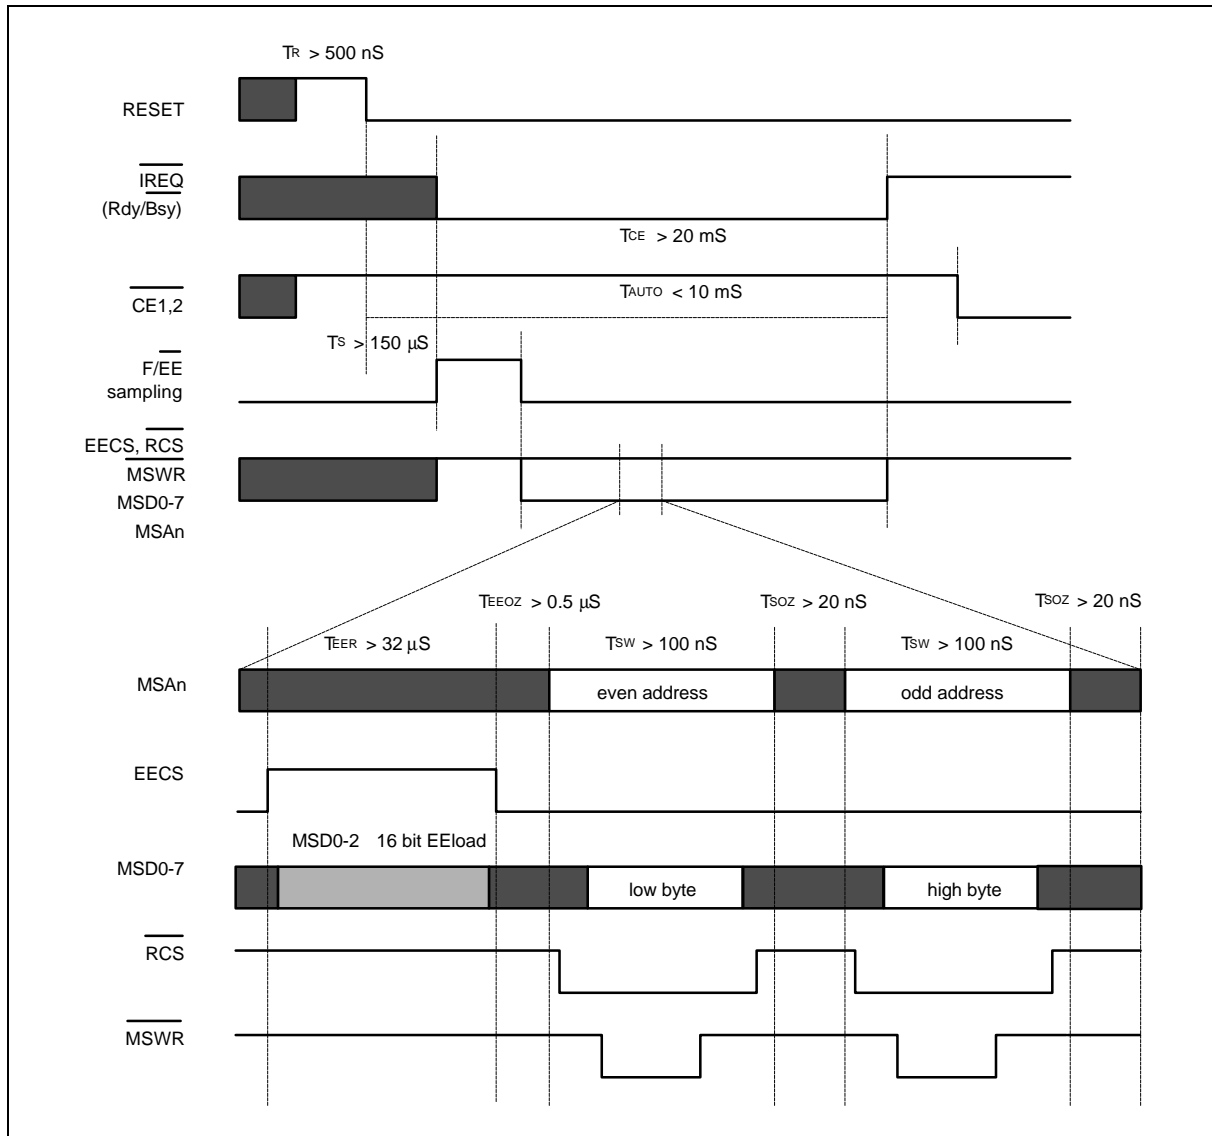 TR > 500 nS
RESET
IREQ
(Rdy/Bsy)
TCE > 20 mS
CE1,2
TAUTO < 10 mS
TS > 150 μS
F/EE
sampling
EECS, RCS
MSWR
MSD0-7
MSAn
TEEOZ > 0.5 μS
TSOZ > 20 nS
TSOZ > 20 nS
TEER > 32 μS
TSW > 100 nS
TSW > 100 nS
MSAn
even address
odd address
EECS
MSD0-2 16 bit EEload
MSD0-7
low byte
high byte
RCS
MSWR